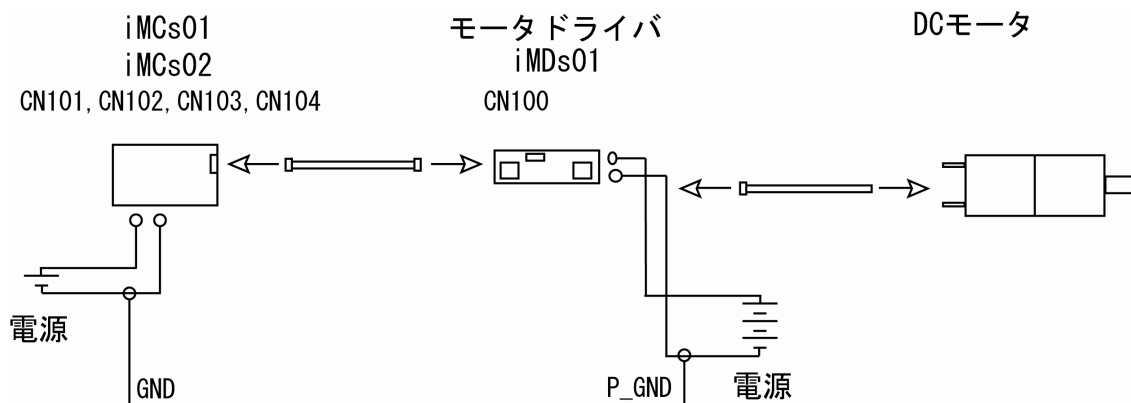 iMCs01
iMCs02
CN101, CN102, CN103, CN104
モータドライバ
iMDs01
CN100
DCモータ
電源
GND
P_GND
電源